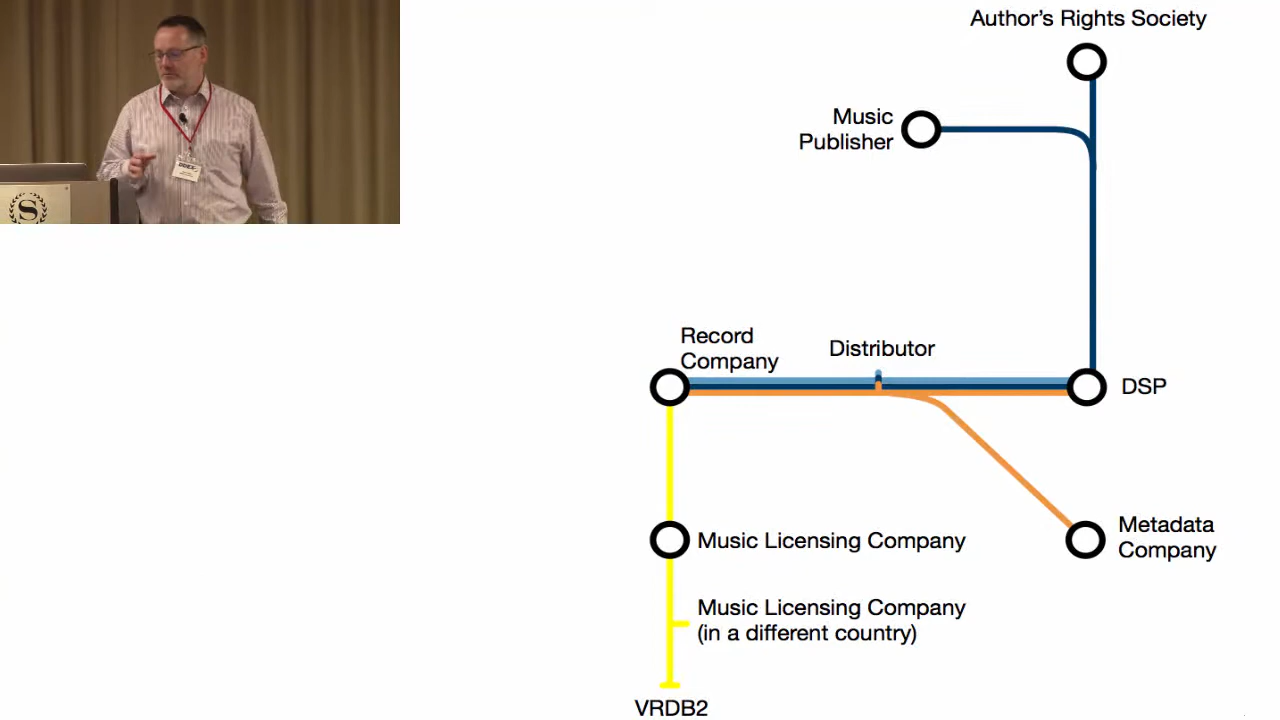 Author's Rights Society
Music
Publisher
Record
Company
Distributor
DSP
Metadata
Company
Music Licensing Company
Music Licensing Company
(in a different country)
VRDB2
S
DDEX